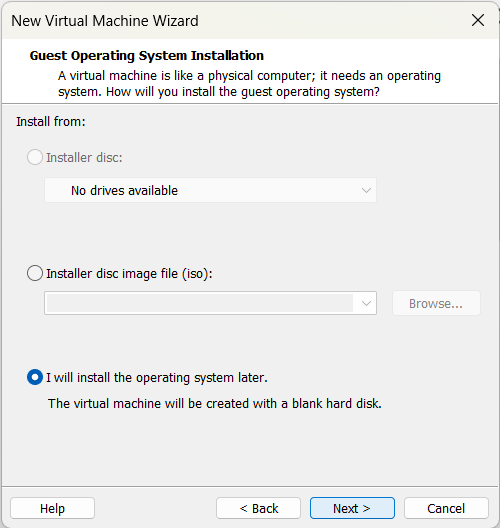 New Virtual Machine Wizard
Guest Operating System Installation
A virtual machine is like a physical computer; it needs an operating
system. How will you install the guest operating system?
Install from:
Installer disc:
No drives available
Installer disc image file (iso):
Browse...
I will install the operating system later.
The virtual machine will be created with a blank hard disk.
Help
< Back
Next >
Cancel